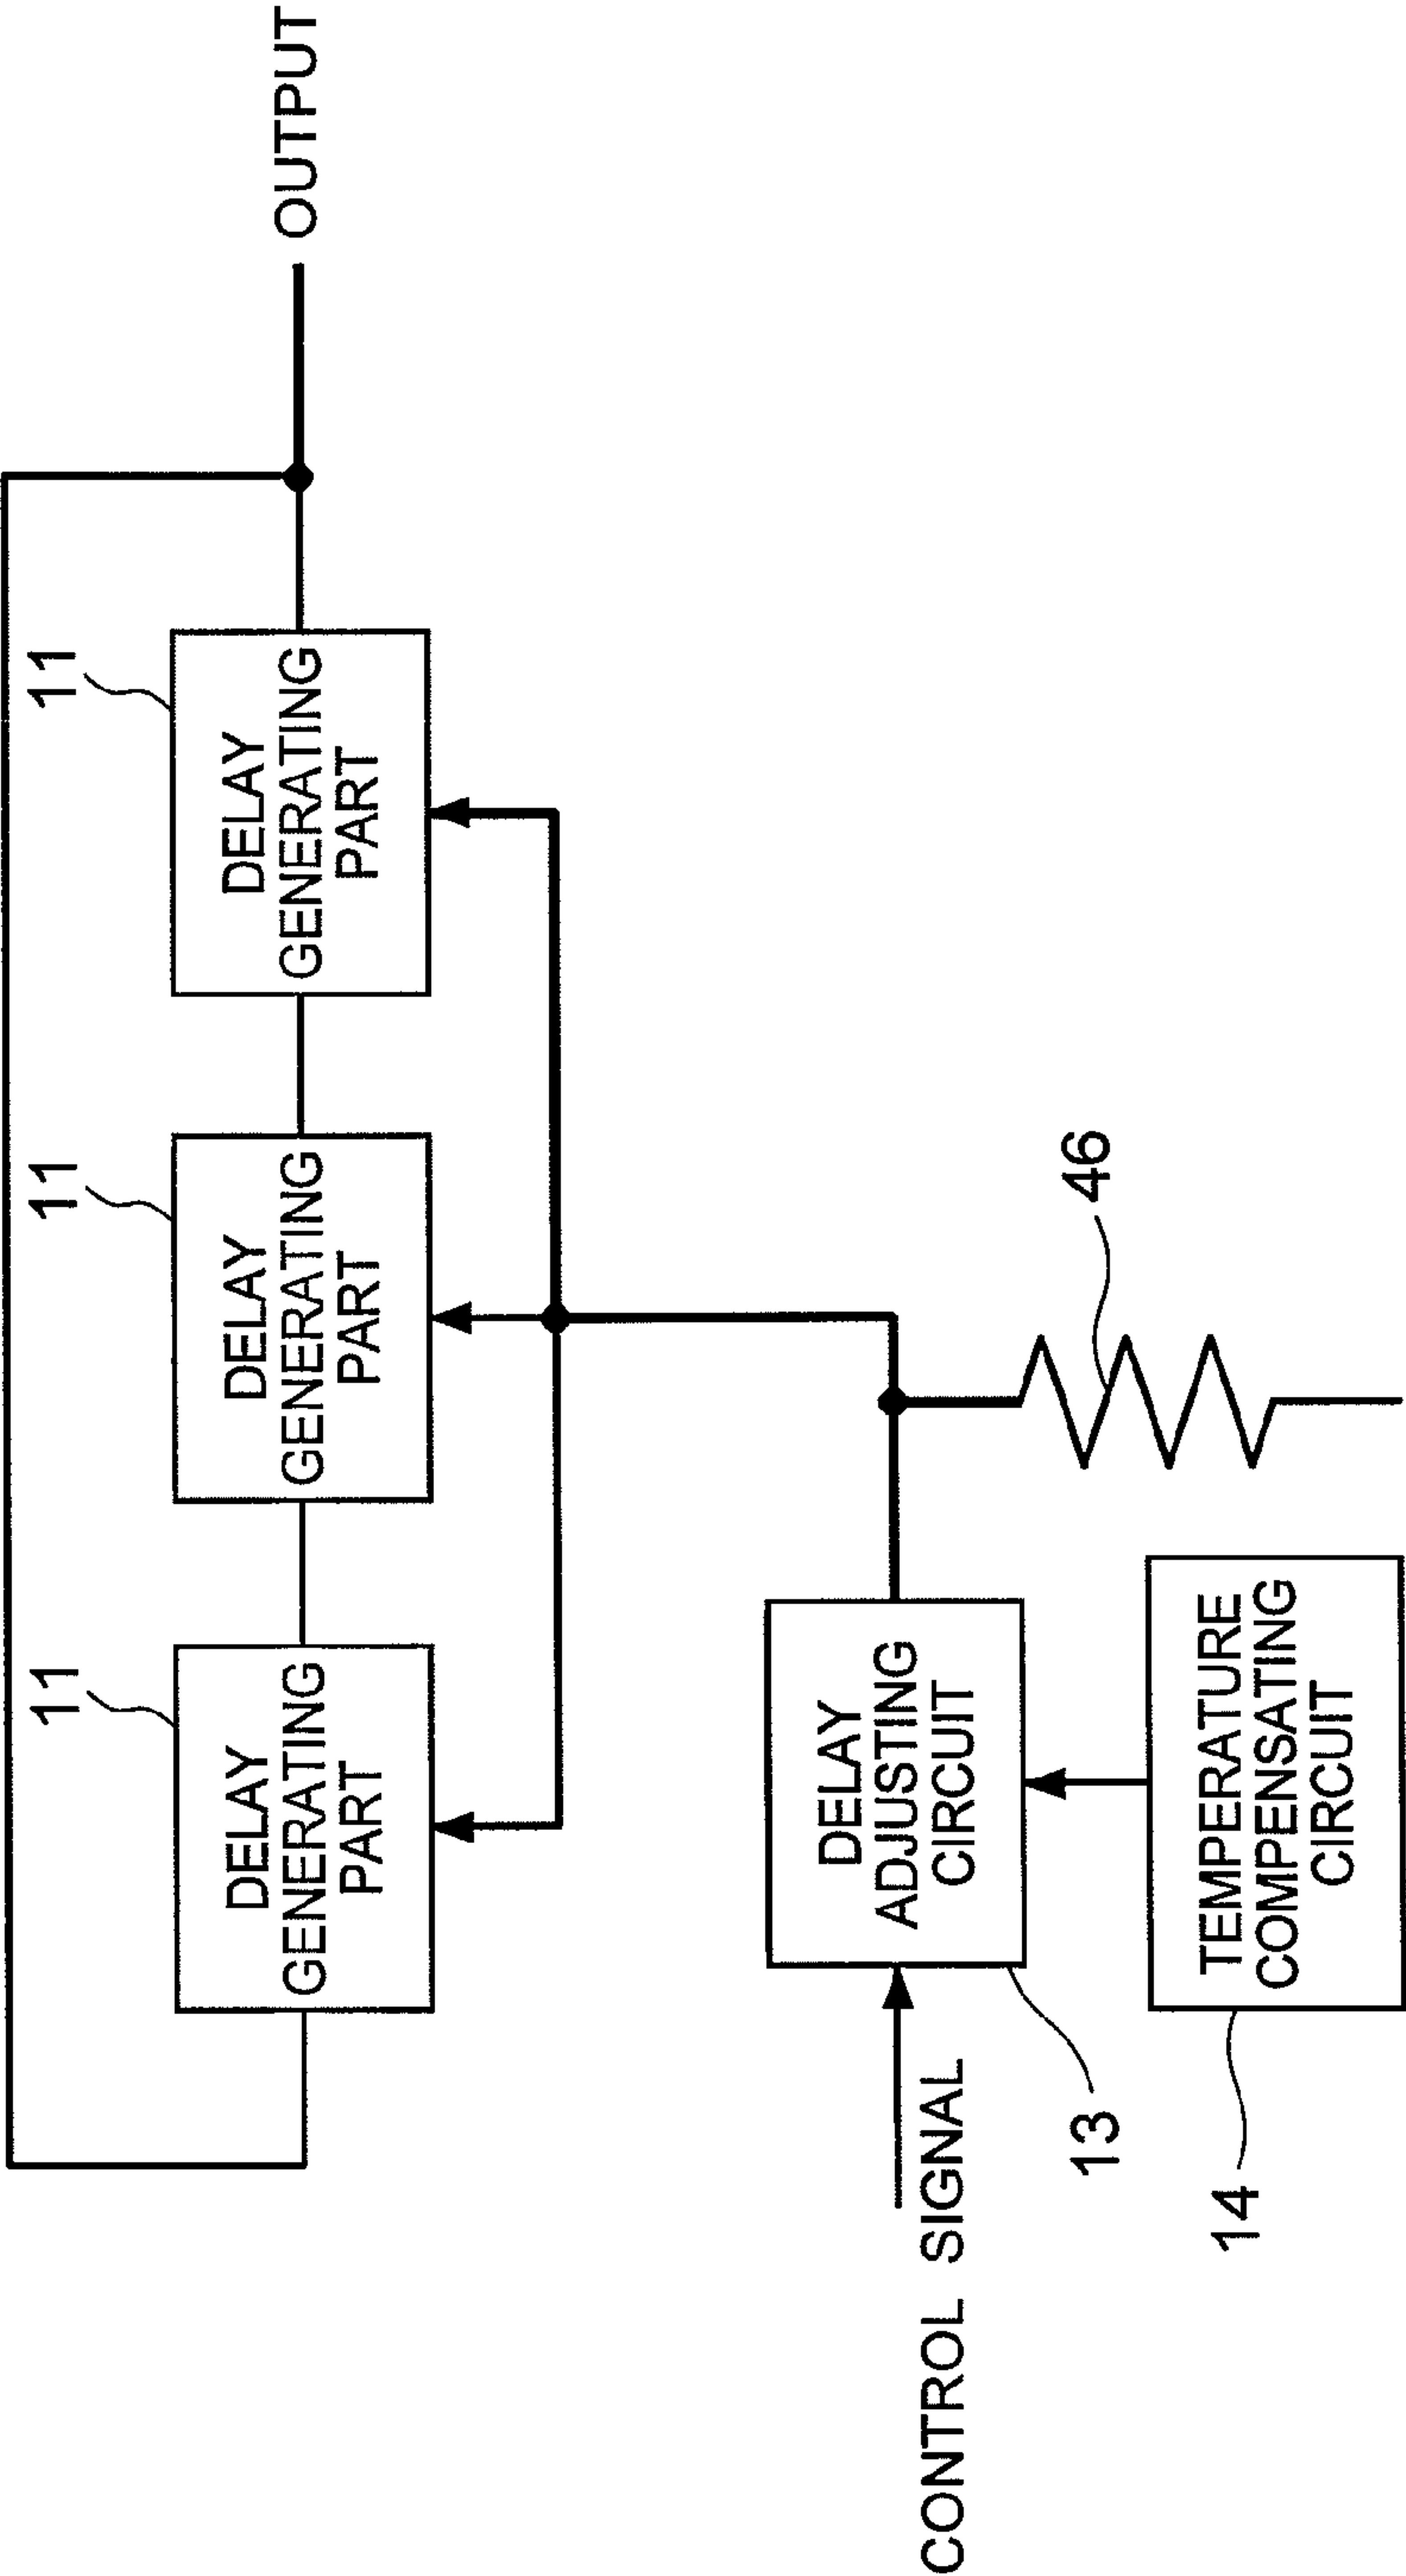 11
11
11
DELAY
GENERATING
PART
DELAY
GENERATING
PART
DELAY
GENERATING
PART
OUTPUT
46
CONTROL SIGNAL
DELAY
ADJUSTING
CIRCUIT
13
TEMPERATURE
COMPENSATING
CIRCUIT
14